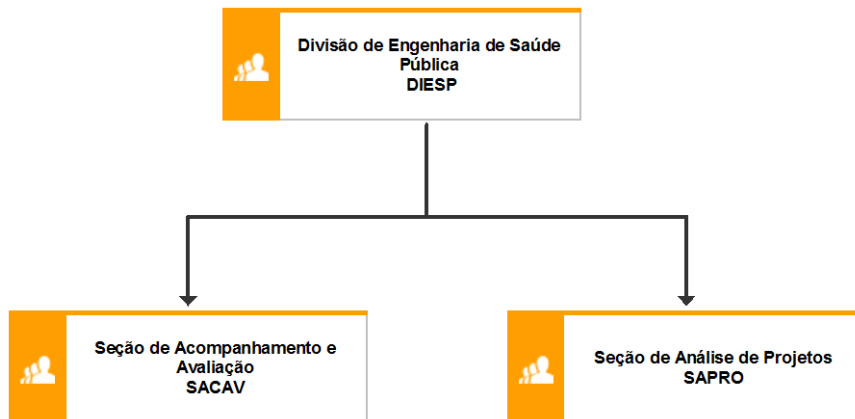 Divisão de Engenharia de Saúde
Pública
DIESP
Seção de Acompanhamento e
Avaliação
SACAV
Seção de Análise de Projetos
SAPRO